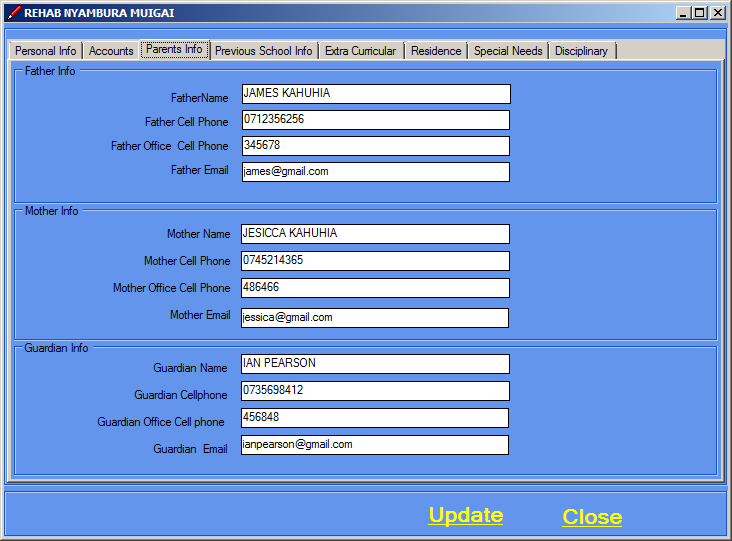 REHAB NYAMBURA MUIGAI
Personal Info Accounts Parents Info Previous School Info Extra Curricular Residence Special Needs Disciplinary
Father Info
FatherName JAMES KAHUHIA
Father Cell Phone 0712356256
Father Office Cell Phone 345678
Father Email james@gmail.com
Mother Info
Mother Name JESICCA KAHUHIA
Mother Cell Phone 0745214365
Mother Office Cell Phone 486466
Mother Email jessica@gmail.com
Guardian Info
Guardian Name IAN PEARSON
Guardian Cellphone 0735698412
Guardian Office Cell phone 456848
Guardian Email ianpearson@gmail.com
Update Close